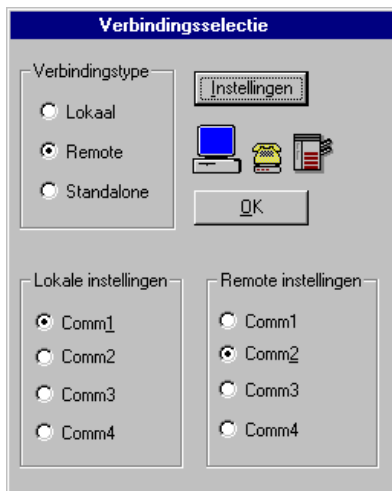 Verbindingsselectie
Verbindingstype
Lokaal
Remote
Standalone
Instellingen
OK
Lokale instellingen
Comm1
Comm2
Comm3
Comm4
Remote instellingen
Comm1
Comm2
Comm3
Comm4